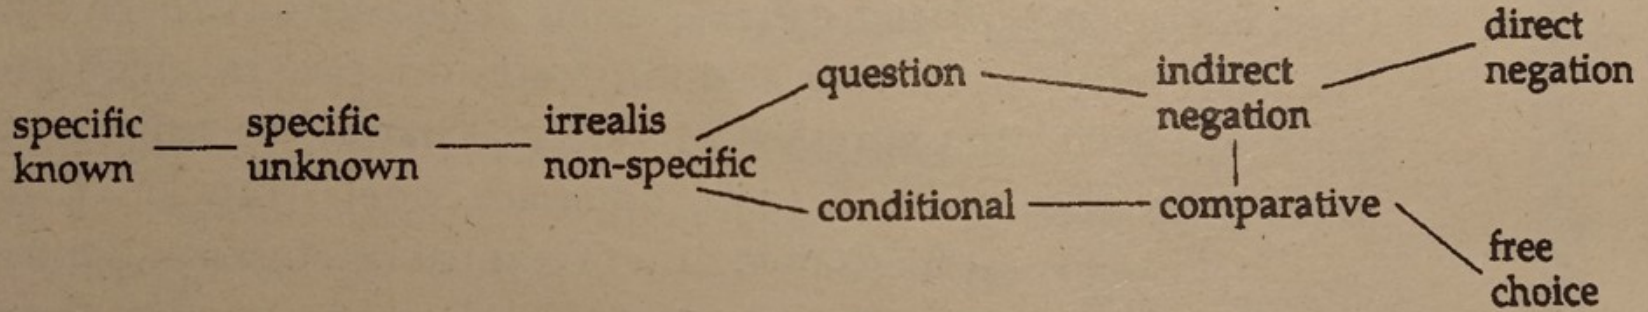 specific
known
specific
unknown
irrealis
non-specific
question
conditional
indirect
negation
comparative
direct
negation
free
choice